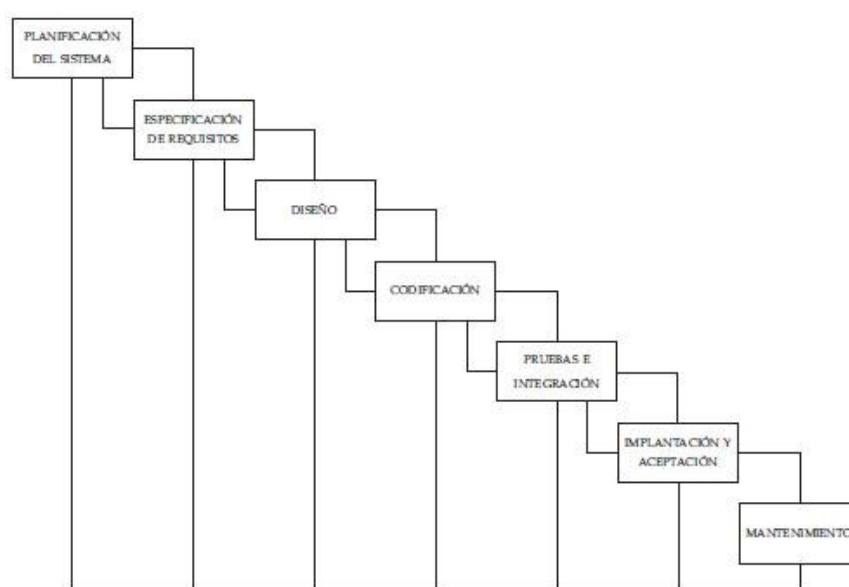 PLANIFICACIÓN
DEL SISTEMA
ESPECIFICACIÓN
DE REQUISITOS
DISEÑO
CODIFICACIÓN
PRUEBAS E
INTEGRACIÓN
IMPLANTACIÓN Y
ACEPTACIÓN
MANTENIMIENTO